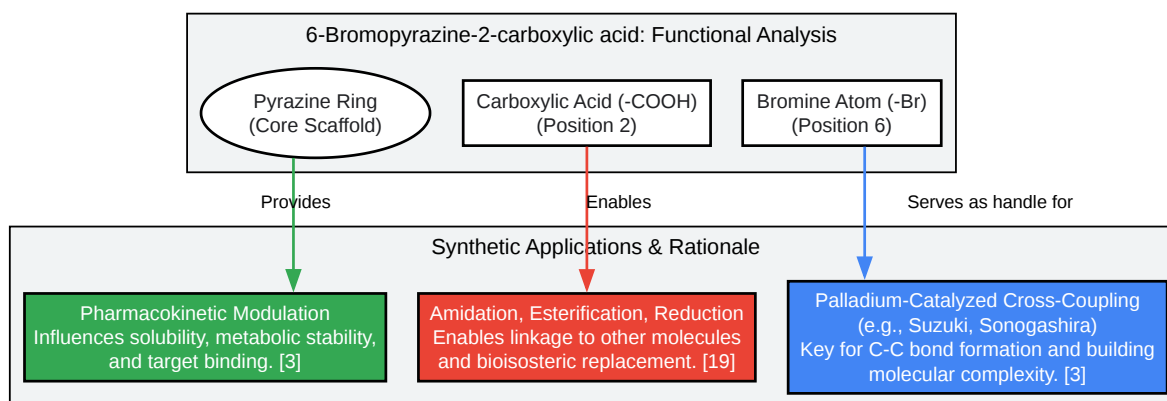 6-Bromopyrazine-2-carboxylic acid: Functional Analysis
Pyrazine Ring
(Core Scaffold)
Carboxylic Acid (-COOH)
(Position 2)
Bromine Atom (-Br)
(Position 6)
Provides
Enables
Serves as handle for
Synthetic Applications & Rationale
Pharmacokinetic Modulation
Influences solubility, metabolic stability,
and target binding. [3]
Amidation, Esterification, Reduction
Enables linkage to other molecules
and bioisosteric replacement. [19]
Palladium-Catalyzed Cross-Coupling
(e.g., Suzuki, Sonogashira)
Key for C-C bond formation and building
molecular complexity. [3]